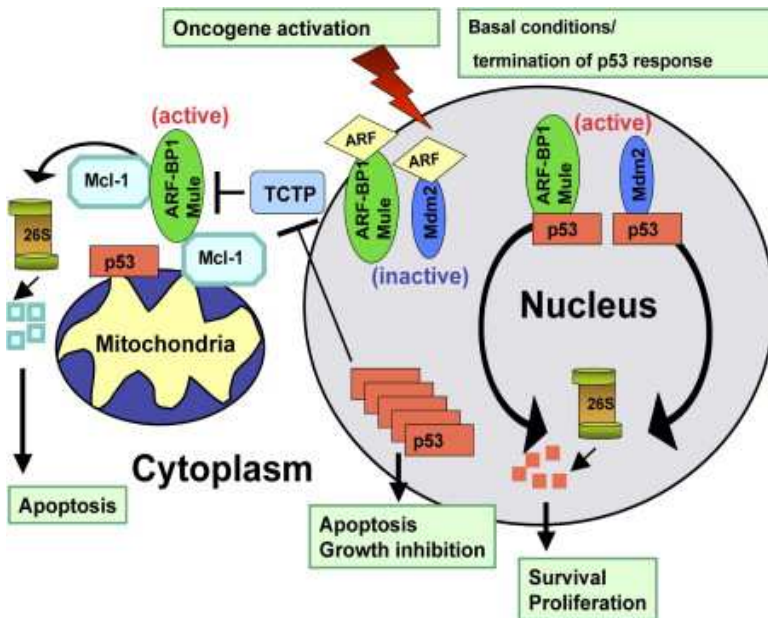 Oncogene activation
Basal conditions/
termination of p53 response
(active)
Mcl-1
ARF-BP1
Mule
TCTP
26S
p53
Mcl-1
Mitochondria
Apoptosis
Cytoplasm
ARF
ARF
ARF-BP1
Mule
Mdm2
(inactive)
p53
Apoptosis
Growth inhibition
(active)
ARF-BP1
Mule
Mdm2
p53
p53
Nucleus
26S
Survival
Proliferation